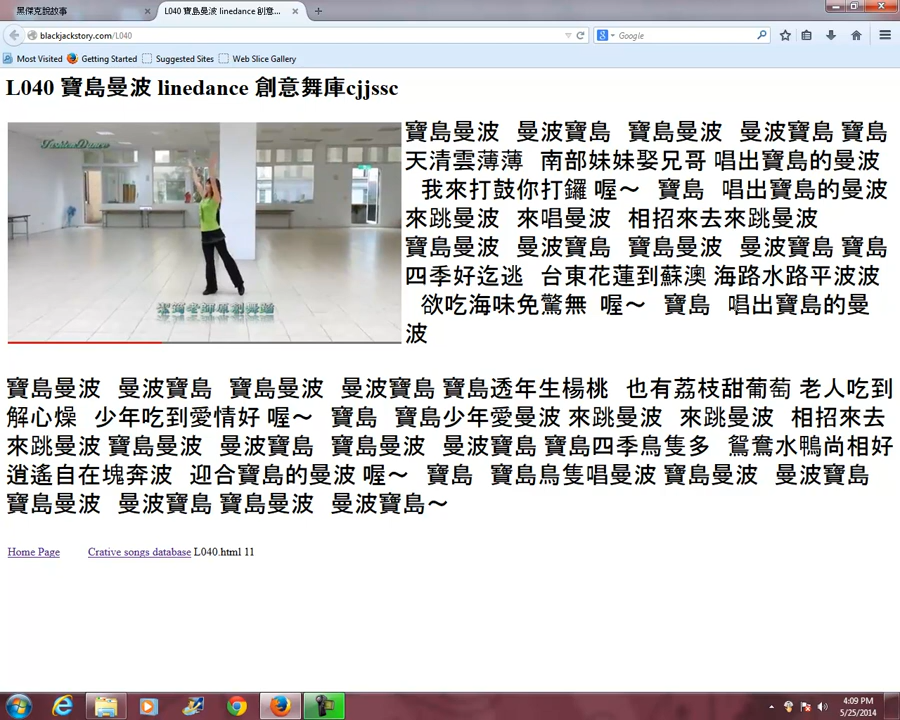 黑傑克說故事
L040 寶島曼波 linedance 創意...
blackjackstory.com/L040
Google
Most Visited Getting Started Suggested Sites Web Slice Gallery
L040 寶島曼波 linedance 創意舞庫cjjssc
FashionDance
老師原創舞蹈
寶島曼波 曼波寶島 寶島曼波 曼波寶島 寶島
天清雲薄薄 南部妹妹娶兄哥 唱出寶島的曼波
我來打鼓你打鑼 喔～ 寶島 唱出寶島的曼波
來跳曼波 來唱曼波 相招來去來跳曼波
寶島曼波 曼波寶島 寶島曼波 曼波寶島 寶島
四季好迄逃 台東花蓮到蘇澳 海路水路平波波
欲吃海味免驚無 喔～ 寶島 唱出寶島的曼
波
寶島曼波 曼波寶島 寶島曼波 曼波寶島 寶島透年生楊桃 也有荔枝甜葡萄 老人吃到
解心燥 少年吃到愛情好 喔～ 寶島 寶島少年愛曼波 來跳曼波 來跳曼波 相招來去
來跳曼波 寶島曼波 曼波寶島 寶島曼波 曼波寶島 寶島四季鳥隻多 鴛鴦水鴨尚相好
逍遙自在塊奔波 迎合寶島的曼波 喔～ 寶島 寶島鳥隻唱曼波 寶島曼波 曼波寶島
寶島曼波 曼波寶島 寶島曼波 曼波寶島～
Home Page Crative songs database L040.html 11
4:09 PM
5/25/2014